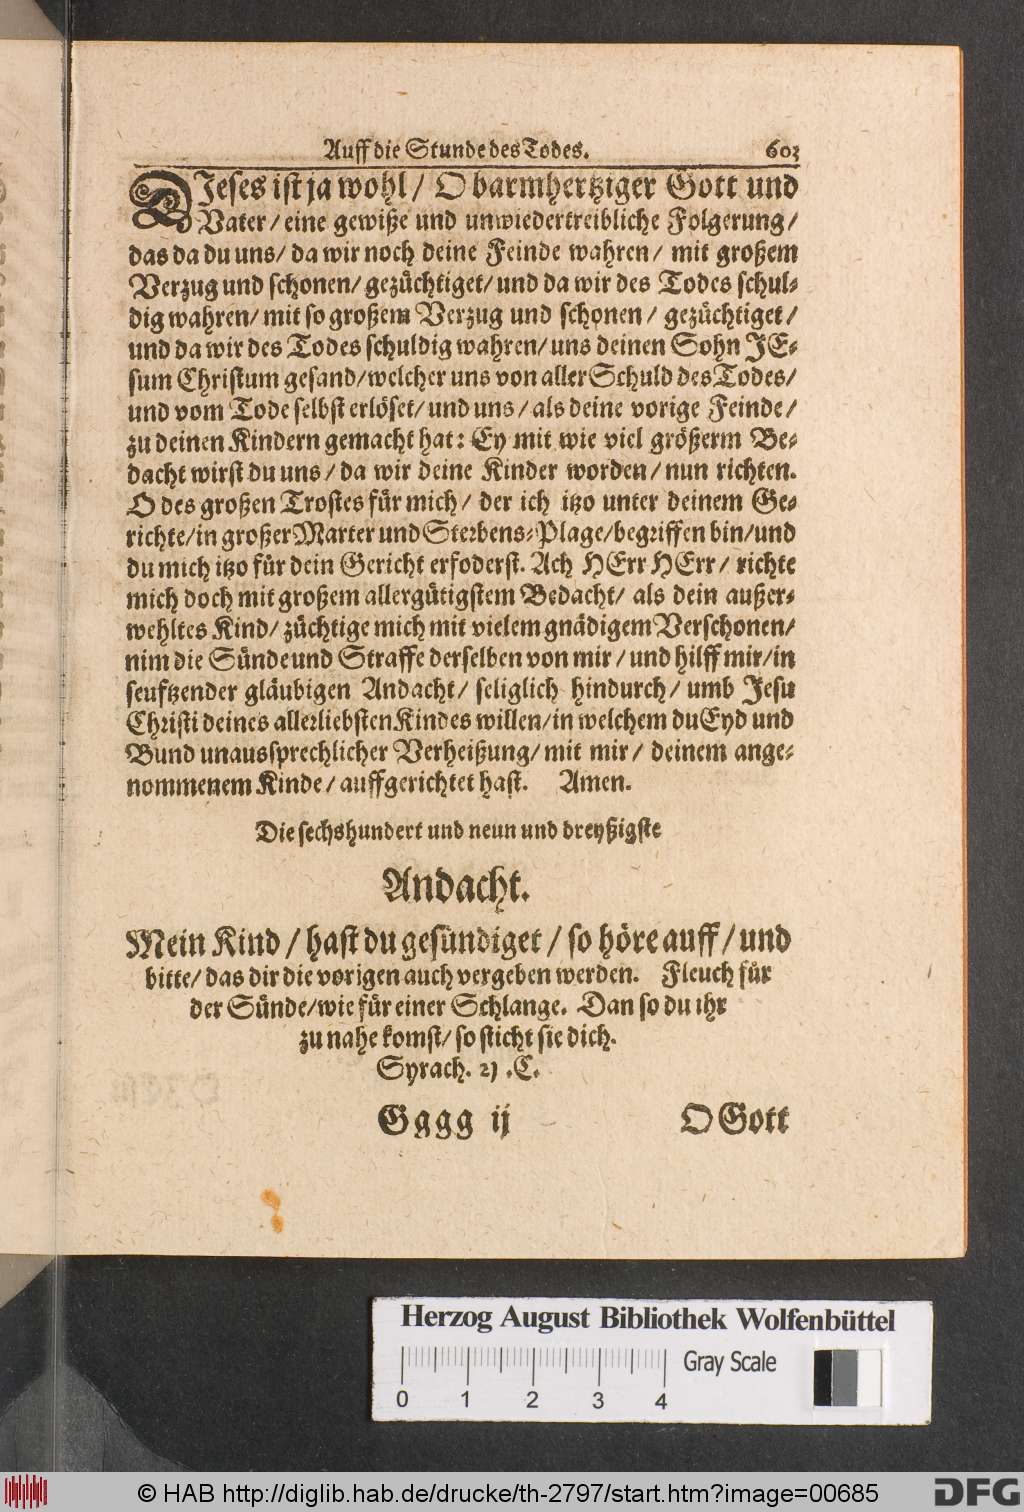 Auff die Stunde des Todes. 603
DIeses ist ja wohl / O barmhertziger Gott und
Vater / eine gewiße und unwiedertreibliche Folgerung /
das da du uns / da wir noch deine Feinde wahren / mit großem
Verzug und schonen / gezüchtiget / und da wir des Todes schul-
dig wahren / mit so großem Verzug und schonen / gezüchtiget /
und da wir des Todes schuldig wahren / uns deinen Sohn JE-
sum Christum gesand / welcher uns von aller Schuld des Todes /
und vom Tode selbst erlöset / und uns / als deine vorige Feinde /
zu deinen Kindern gemacht hat: Ey mit wie viel größerm Be-
dacht wirst du uns / da wir deine Kinder worden / nun richten.
O des großen Trostes für mich / der ich itzo unter deinem Ge-
richte / in großer Marter und Sterbens-Plage / begriffen bin / und
du mich itzo für dein Gericht erfoderst. Ach HErr HErr / richte
mich doch mit großem allergütigstem Bedacht / als dein außer-
wehltes Kind / züchtige mich mit vielem gnädigem Verschonen /
nim die Sünde und Straffe derselben von mir / und hilff mir / in
seuftzender gläubigen Andacht / seliglich hindurch / umb Jesu
Christi deines allerliebsten Kindes willen / in welchem du Eyd und
Bund unaussprechlicher Verheißung / mit mir / deinem ange-
nommenem Kinde / auffgerichtet hast. Amen.
Die sechshundert und neun und dreyßigste
Andacht.
Mein Kind / hast du gesündiget / so höre auff / und
bitte / das dir die vorigen auch vergeben werden. Fleuch für
der Sünde / wie für einer Schlange. Dan so du ihr
zu nahe komst / so sticht sie dich.
Syrach. 21 .C.
Gggg ij O Gott
Herzog August Bibliothek Wolfenbüttel
Gray Scale
0 1 2 3 4
© HAB http://diglib.hab.de/drucke/th-2797/start.htm?image=00685
DFG